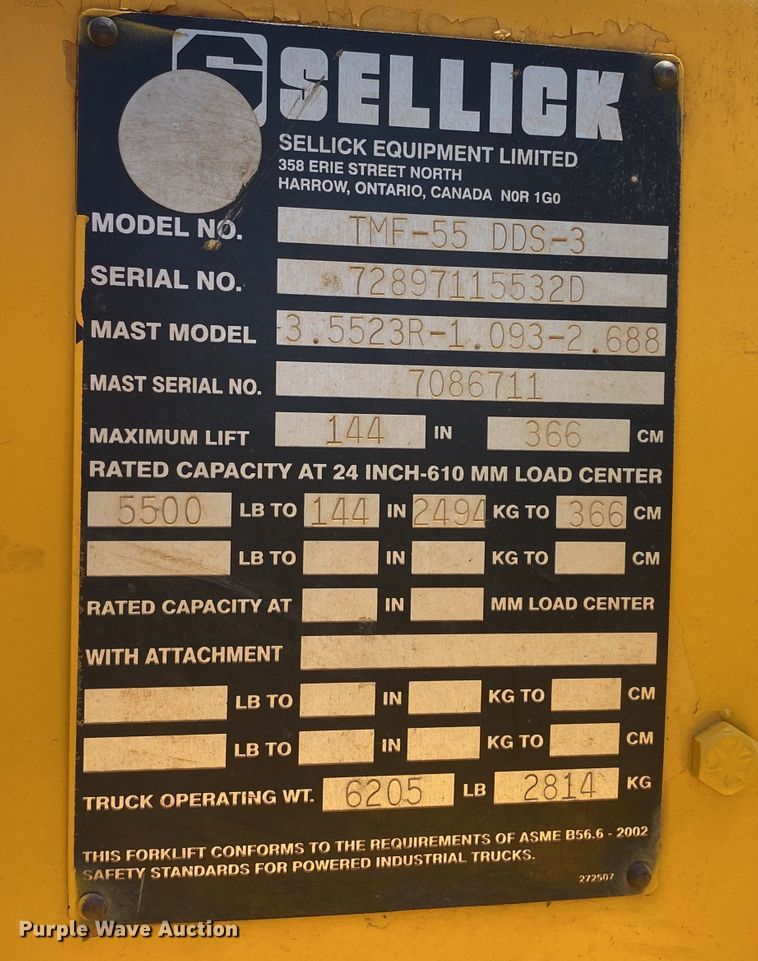 S SELLICK
SELLICK EQUIPMENT LIMITED
358 ERIE STREET NORTH
HARROW, ONTARIO, CANADA N0R 1G0
MODEL NO. TMF-55 DDS-3
SERIAL NO. 72897115532D
MAST MODEL -3.5523R-1.093-2.688
MAST SERIAL NO. 7086711
MAXIMUM LIFT 144 IN 366 CM
RATED CAPACITY AT 24 INCH-610 MM LOAD CENTER
5500 LB TO 144 IN 2494 KG TO 366 CM
LB TO IN KG TO CM
RATED CAPACITY AT IN MM LOAD CENTER
WITH ATTACHMENT
LB TO IN KG TO CM
LB TO IN KG TO CM
TRUCK OPERATING WT. 6205 LB 2814 KG
THIS FORKLIFT CONFORMS TO THE REQUIREMENTS OF ASME B56.6 - 2002
SAFETY STANDARDS FOR POWERED INDUSTRIAL TRUCKS.
272507
Purple Wave Auction